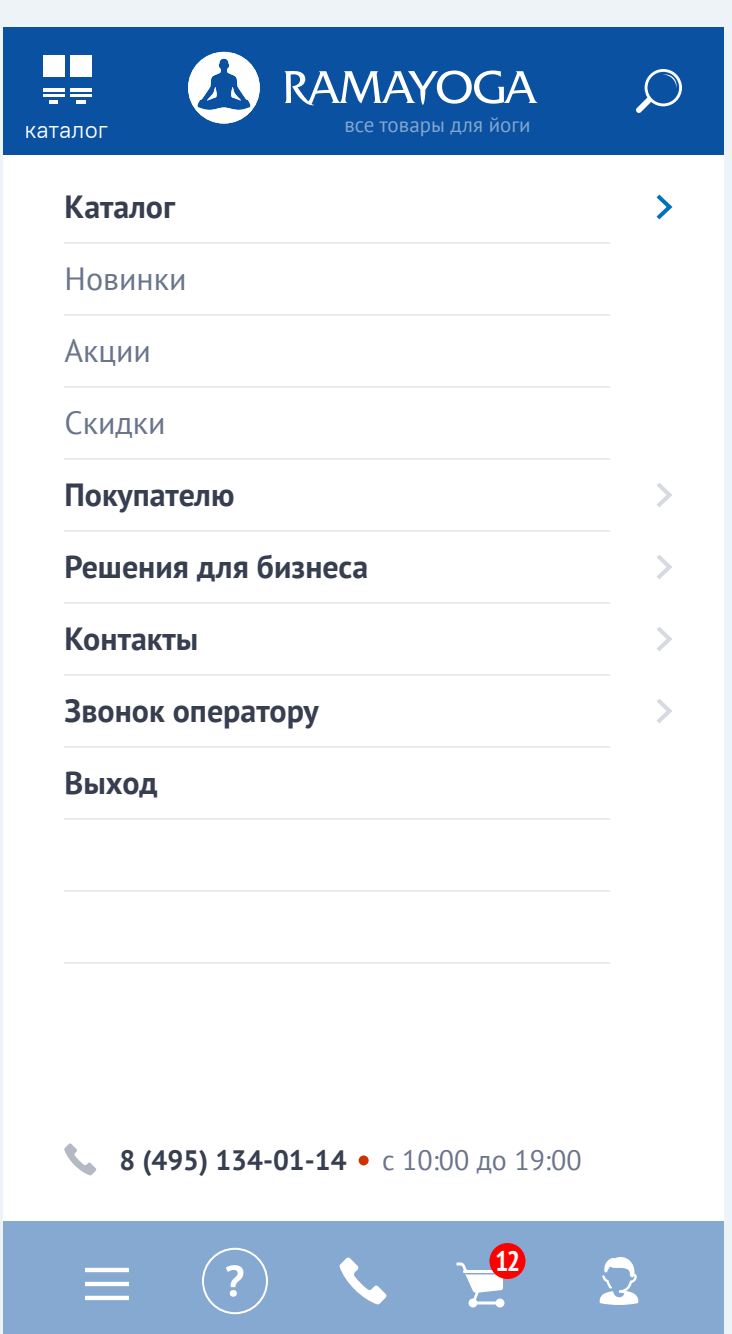 каталог
RAMAYOGA
все товары для йоги
Каталог
Новинки
Акции
Скидки
Покупателю
Решения для бизнеса
Контакты
Звонок оператору
Выход
8 (495) 134-01-14 • с 10:00 до 19:00
?
12